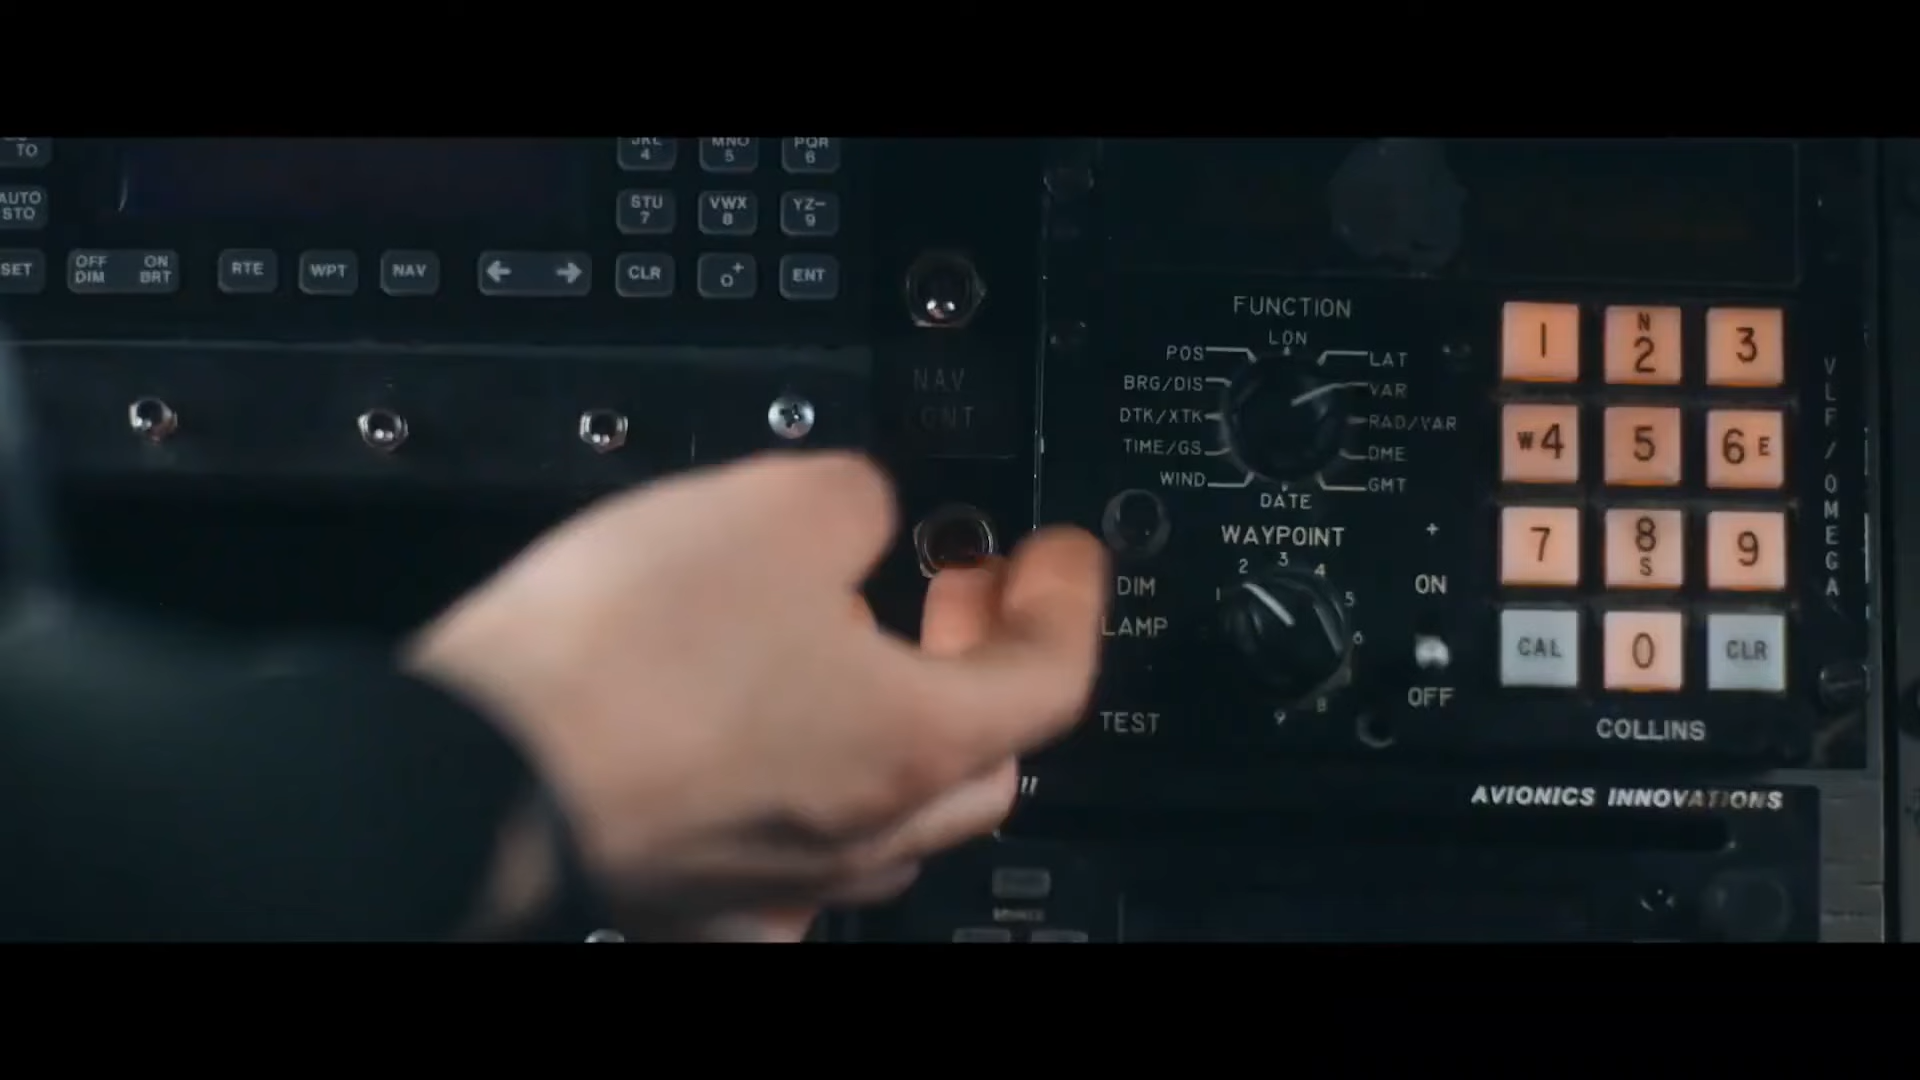 TO
AUTO
STO
SET
OFF ON
DIM BRT
RTE
WPT
NAV
JKL
4
MNO
5
PQR
6
STU
7
VWX
8
YZ–
9
CLR
0+
ENT
NAV
FUNCTION
LON
POS
LAT
BRG/DIS
VAR
DTK/XTK
RAD/VAR
TIME/GS
DME
WIND
GMT
DATE
WAYPOINT
1
2
3
4
5
6
8
9
DIM
LAMP
TEST
+
ON
OFF
1
N
2
3
W4
5
6 E
7
8
S
9
CAL
0
CLR
COLLINS
VLF/OMEGA
AVIONICS INNOVATIONS